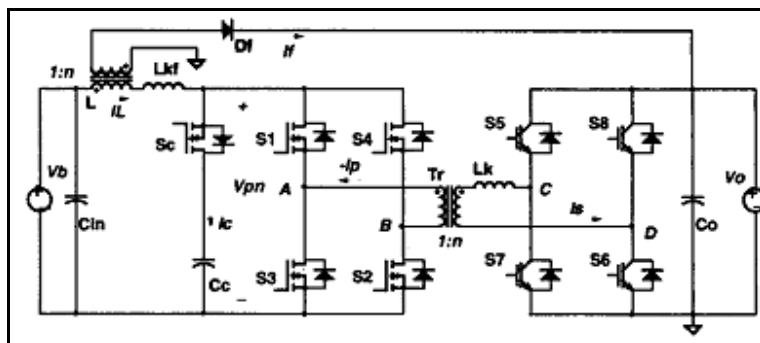 Df
If
1:n
Lkf
L
IL
+
Sc
S1
S4
S5
S8
-Ip
Tr
Lk
Vb
Vpn
A
C
Vo
Cin
Ic
B
Is
D
Co
1:n
Cc
S3
S2
S7
S6
-